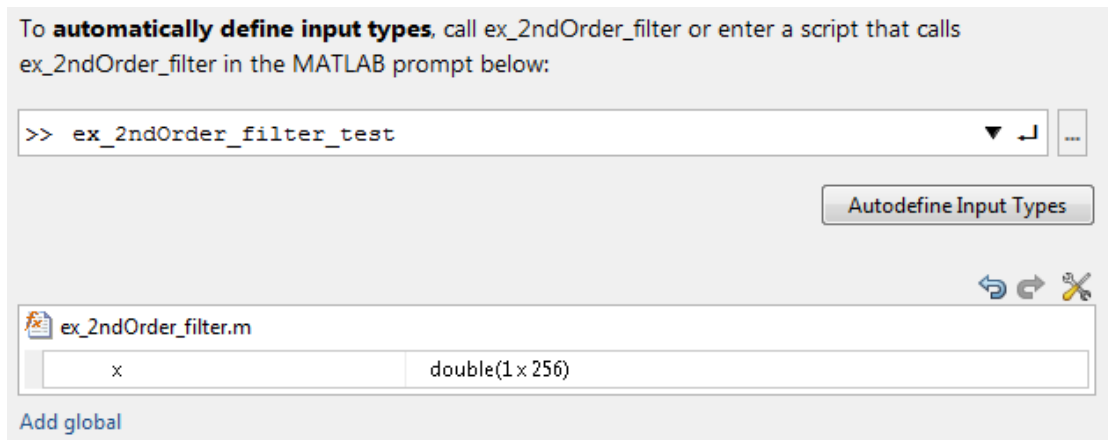 To automatically define input types, call ex_2ndOrder_filter or enter a script that calls
ex_2ndOrder_filter in the MATLAB prompt below:
>> ex_2ndOrder_filter_test
...
Autodefine Input Types
ex_2ndOrder_filter.m
x double(1 x 256)
Add global